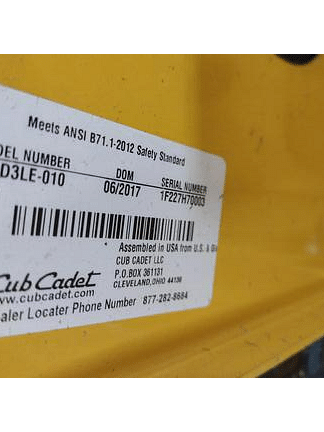 Meets ANSI B71.1-2012 Safety Standard
DEL NUMBER DOM SERIAL NUMBER
D3LE-010 06/2017 1F227H70003
Assembled in USA from U.S. &
Cub Cadet CUB CADET LLC
www.cubcadet.com P.O.BOX 361131
CLEVELAND,OHIO 44136
aler Locater Phone Number 877-282-8684